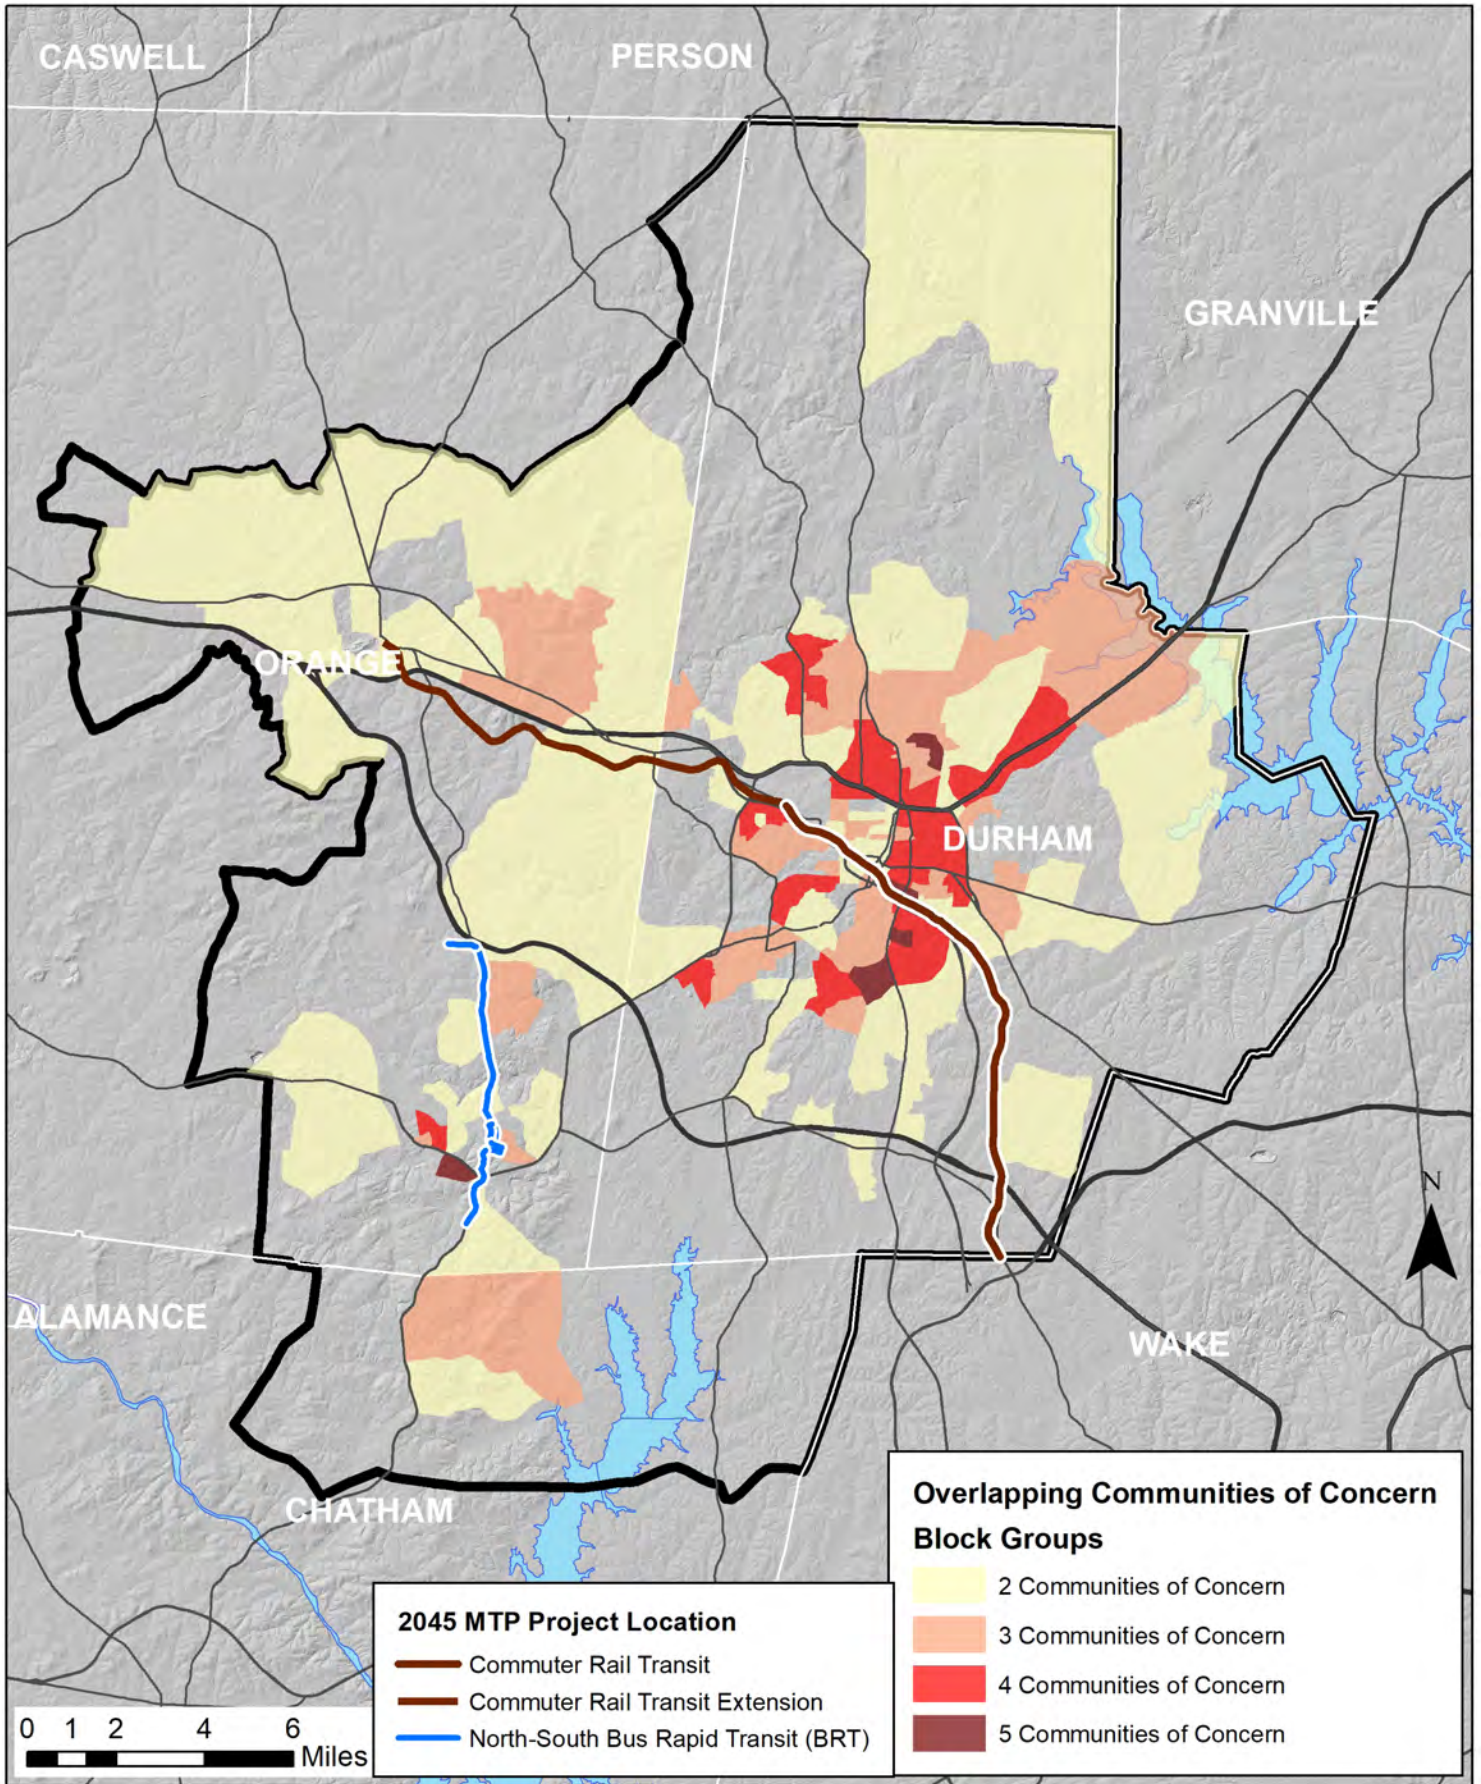 CASWELL
PERSON
GRANVILLE
ORANGE
DURHAM
N
ALAMANCE
WAKE
CHATHAM
Overlapping Communities of Concern
Block Groups
2 Communities of Concern
3 Communities of Concern
4 Communities of Concern
5 Communities of Concern
2045 MTP Project Location
Commuter Rail Transit
Commuter Rail Transit Extension
North-South Bus Rapid Transit (BRT)
0 1 2 4 6
Miles